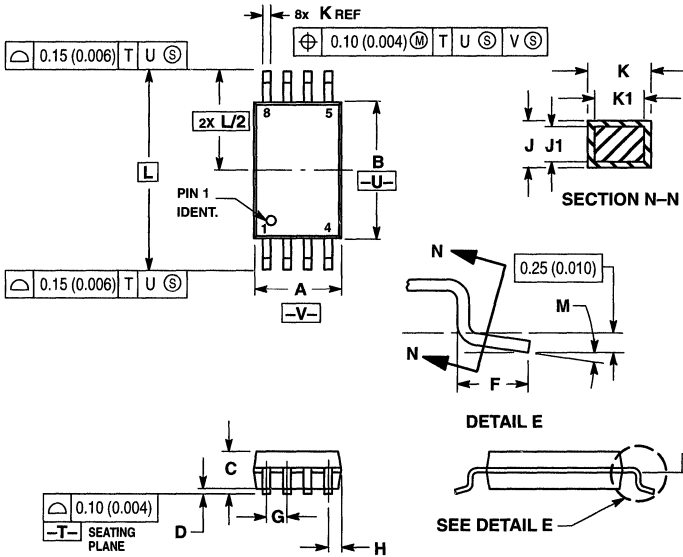 8x K REF
0.15 (0.006) T U Ⓢ
0.10 (0.004) Ⓜ T U Ⓢ V Ⓢ
K
K1
8 5
2X L/2
J J1
B
–U–
L
PIN 1
IDENT.
SECTION N–N
1 4
N
0.25 (0.010)
0.15 (0.006) T U Ⓢ
A
M
–V–
N
F
DETAIL E
C
0.10 (0.004)
D
G
–T– SEATING
PLANE
H
SEE DETAIL E